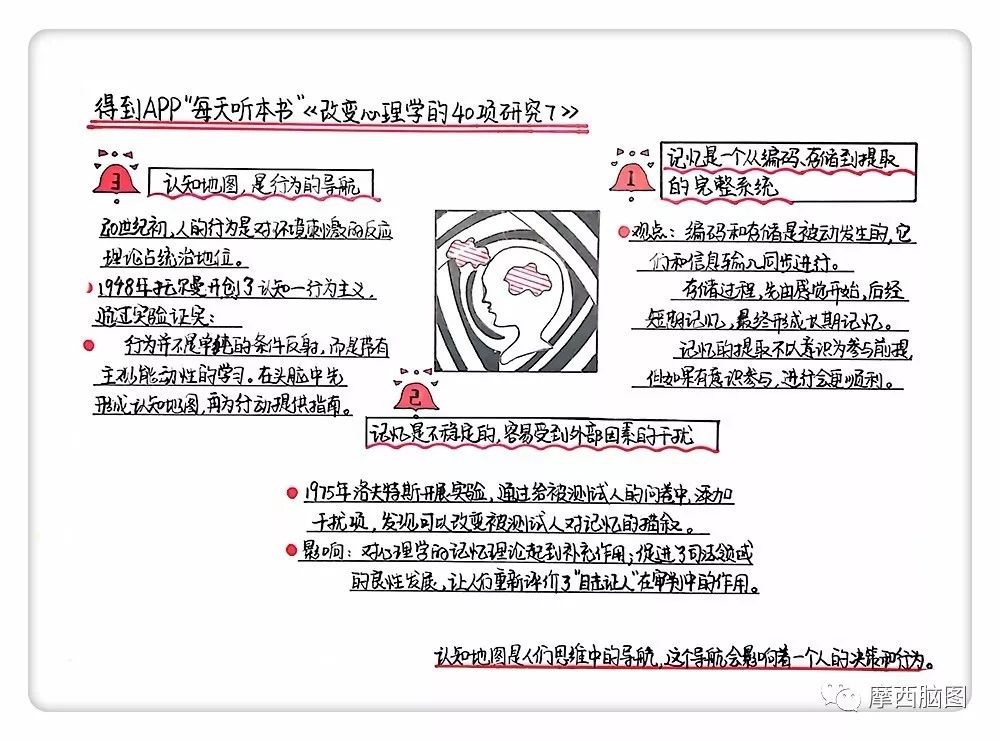 得到APP“每天听本书”《改变心理学的40项研究7》
1
记忆是一个从编码、存储到提取
的完整系统
观点：编码和存储是被动发生的，它
们和信息输入同步进行。
存储过程，先由感觉开始，后经
短期记忆，最终形成长期记忆。
记忆的提取不以意识为参与前提，
但如果有意识参与，进行会更顺利。
2
记忆是不稳定的，容易受到外部因素的干扰
1975年洛夫特斯开展实验，通过给被测试人的问卷中，添加
干扰项，发现可以改变被测试人对记忆的描叙。
影响：对心理学的记忆理论起到补充作用；促进了司法领域
的良性发展，让人们重新评价了“目击证人”在审判中的作用。
3
认知地图，是行为的导航
20世纪初，人的行为是对环境刺激的反应
理论占统治地位。
1948年托尔曼开创了认知一行为主义，
通过实验证实：
行为并不是单纯的条件反射，而是带有
主观能动性的学习。在头脑中先
形成认知地图，再为行动提供指南。
认知地图是人们思维中的导航，这个导航会影响着一个人的决策和行为。
摩西脑图